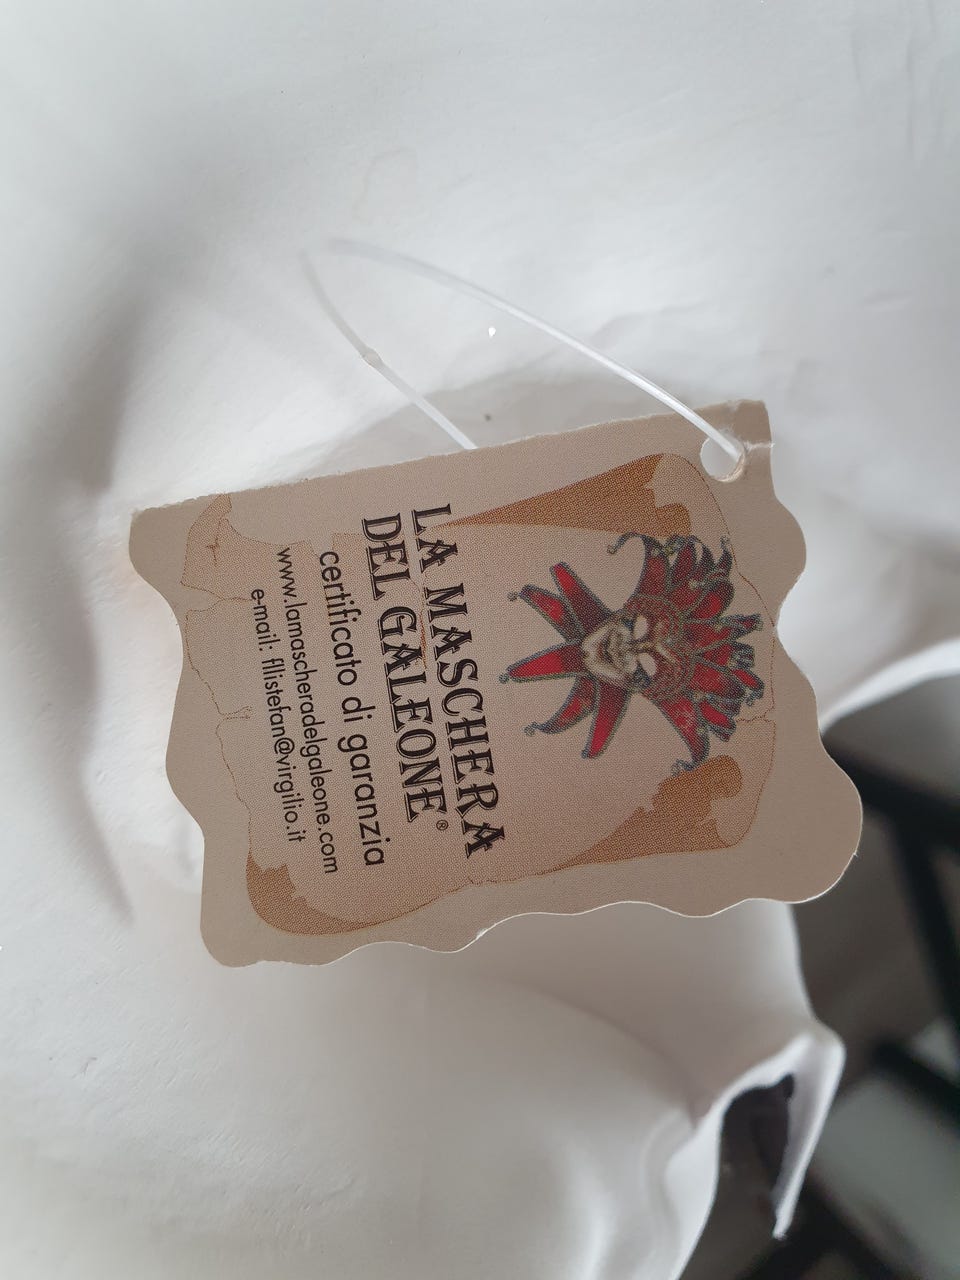 LA MASCHERA
DEL GALEONE®
certificato di garanzia
www.lamascheradelgaleone.com
e-mail: fllistefan@virgilio.it